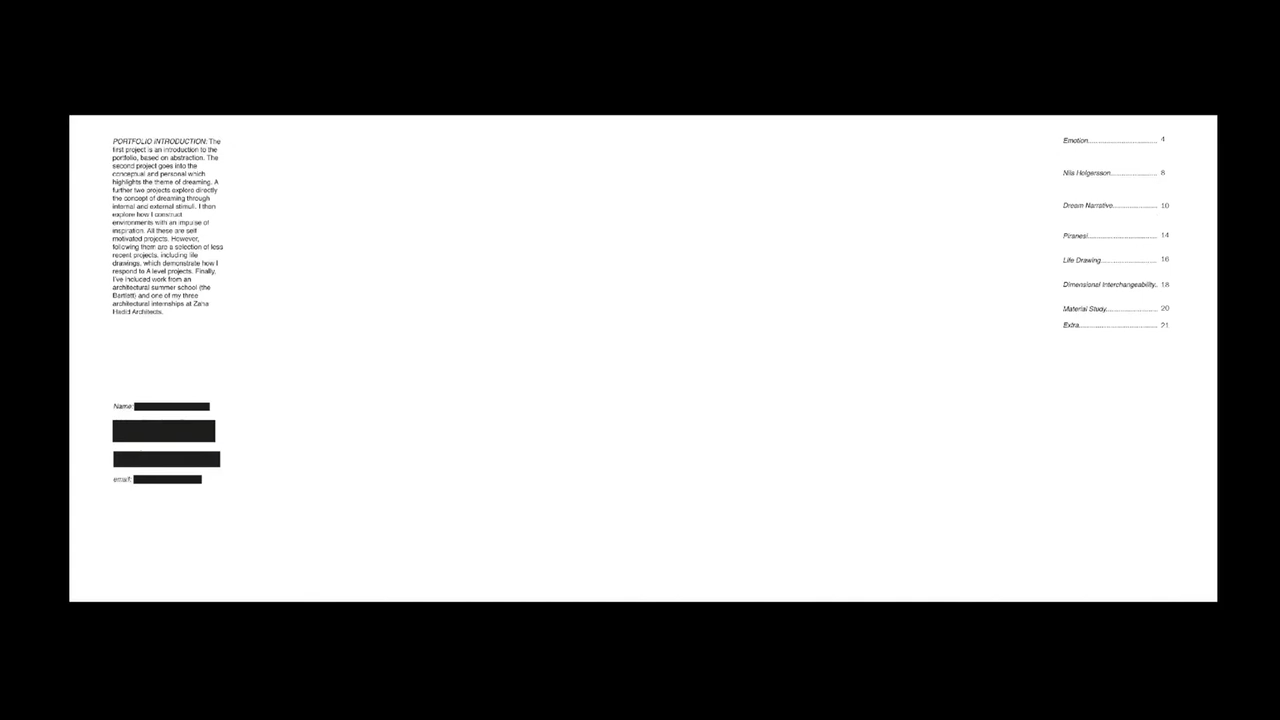 PORTFOLIO INTRODUCTION: The
first project is an introduction to the
portfolio, based on abstraction. The
second project goes into the
conceptual and personal which
highlights the theme of dreaming. A
further two projects explore directly
the concept of dreaming through
internal and external stimuli. I then
explore how I construct
environments with an impulse of
inspiration. All these are self
motivated projects. However,
following them are a selection of less
recent projects, including life
drawings, which demonstrate how I
respond to A level projects. Finally,
I've included work from an
architectural summer school (the
Bartlett) and one of my three
architectural internships at Zaha
Hadid Architects.
Name:
email:
Emotion................................ 4
Nils Holgersson.................... 8
Dream Narrative................... 10
Piranesi................................ 14
Life Drawing......................... 16
Dimensional Interchangeability.. 18
Material Study....................... 20
Extra.................................... 21